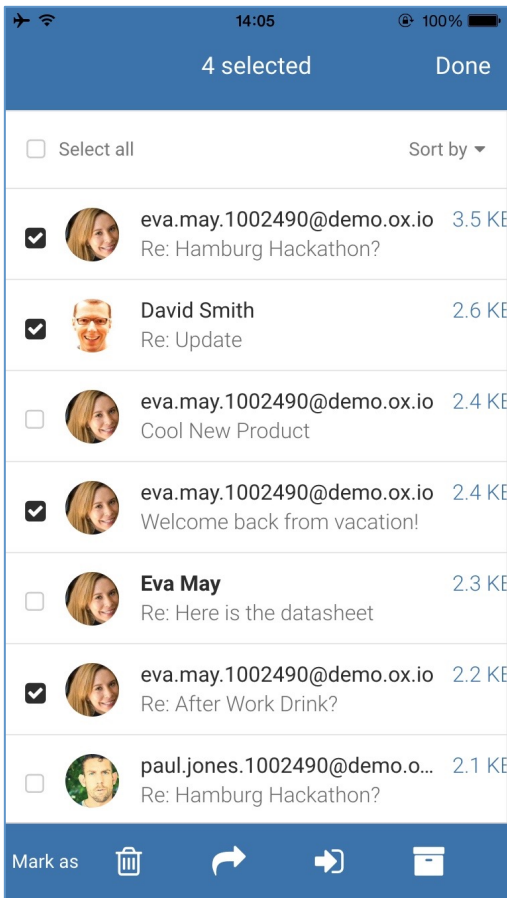 14:05 100%
4 selected Done
Select all Sort by
eva.may.1002490@demo.ox.io 3.5 KB
Re: Hamburg Hackathon?
David Smith 2.6 KB
Re: Update
eva.may.1002490@demo.ox.io 2.4 KB
Cool New Product
eva.may.1002490@demo.ox.io 2.4 KB
Welcome back from vacation!
Eva May 2.3 KB
Re: Here is the datasheet
eva.may.1002490@demo.ox.io 2.2 KB
Re: After Work Drink?
paul.jones.1002490@demo.o... 2.1 KB
Re: Hamburg Hackathon?
Mark as